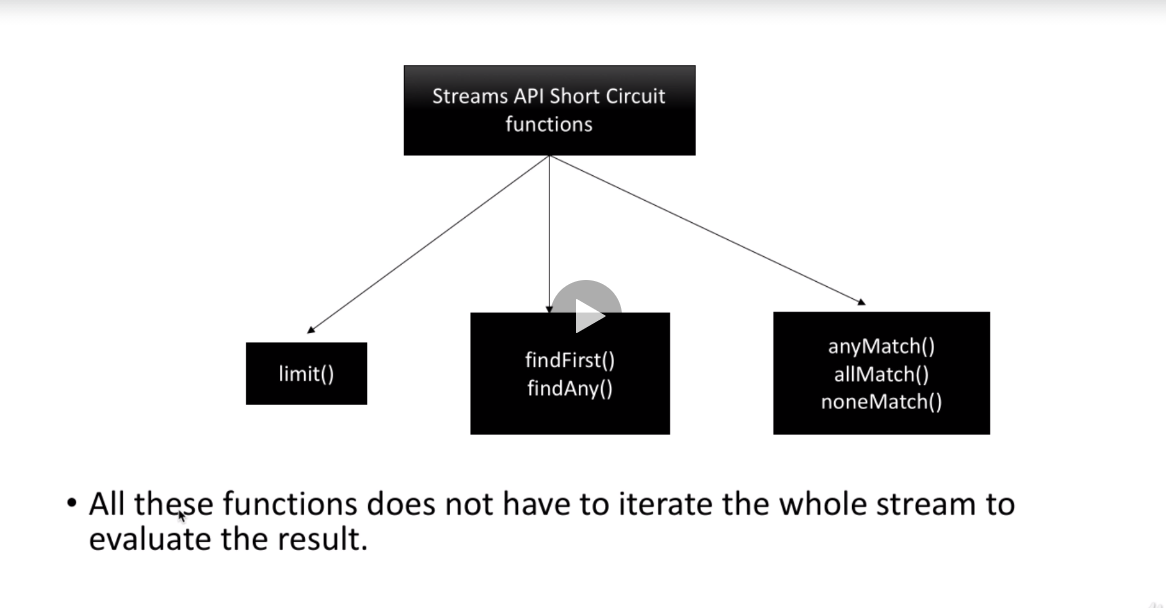 Streams API Short Circuit
functions
limit()
findFirst()
findAny()
anyMatch()
allMatch()
noneMatch()
• All these functions does not have to iterate the whole stream to
evaluate the result.